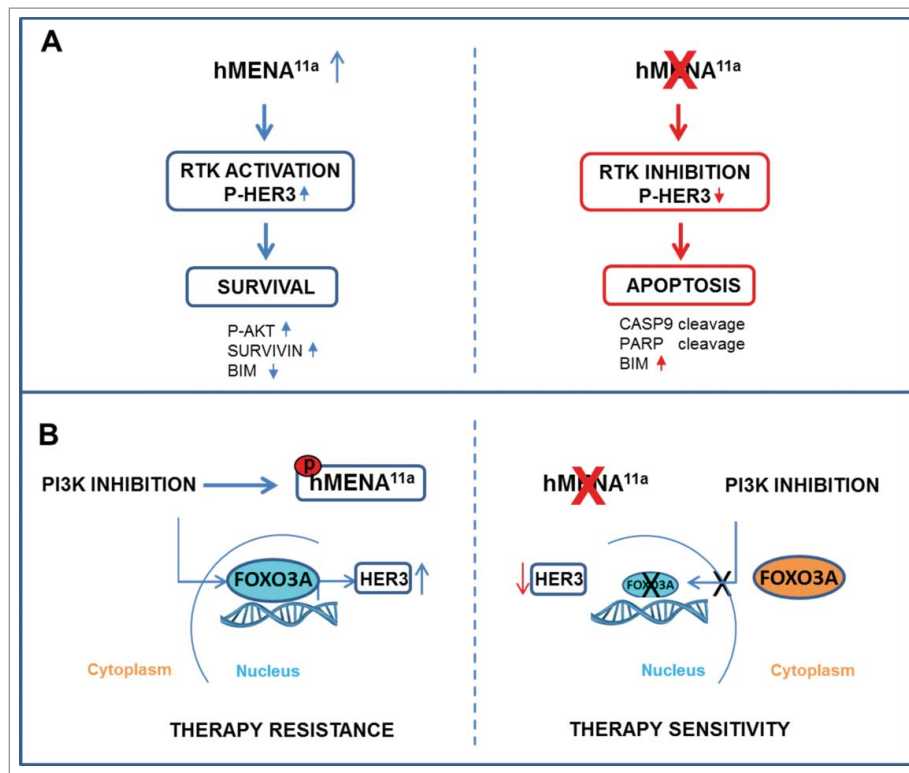 A
hMENA¹¹ᵃ ↑
RTK ACTIVATION
P-HER3 ↑
SURVIVAL
P-AKT ↑
SURVIVIN ↑
BIM ↓
hMENA¹¹ᵃ
RTK INHIBITION
P-HER3 ↓
APOPTOSIS
CASP9 cleavage
PARP cleavage
BIM ↑
B
PI3K INHIBITION
p
hMENA¹¹ᵃ
FOXO3A
HER3 ↑
Cytoplasm
Nucleus
THERAPY RESISTANCE
hMENA¹¹ᵃ
PI3K INHIBITION
↓ HER3
FOXO3A
X
FOXO3A
Nucleus
Cytoplasm
THERAPY SENSITIVITY